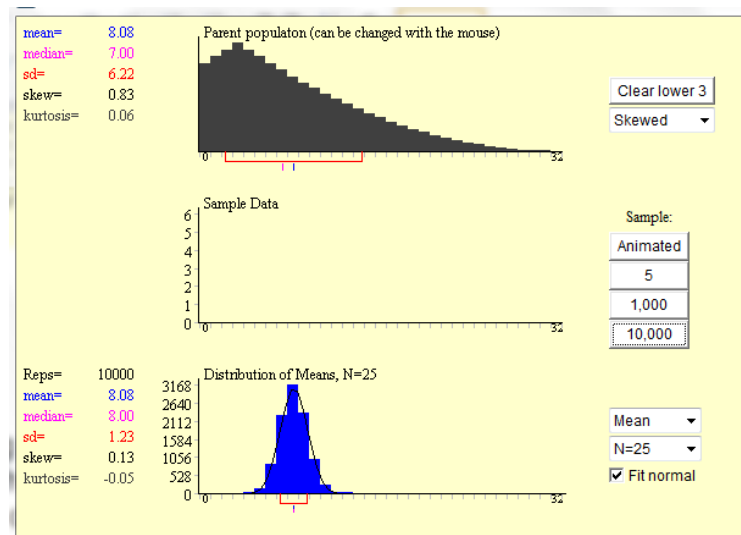 mean= 8.08
median= 7.00
sd= 6.22
skew= 0.83
kurtosis= 0.06
Parent populaton (can be changed with the mouse)
0 32
Clear lower 3
Skewed
Sample Data
6
5
4
3
2
1
0
0 32
Sample:
Animated
5
1,000
10,000
Reps= 10000
mean= 8.08
median= 8.00
sd= 1.23
skew= 0.13
kurtosis= -0.05
Distribution of Means, N=25
3168
2640
2112
1584
1056
528
0
0 32
Mean
N=25
Fit normal